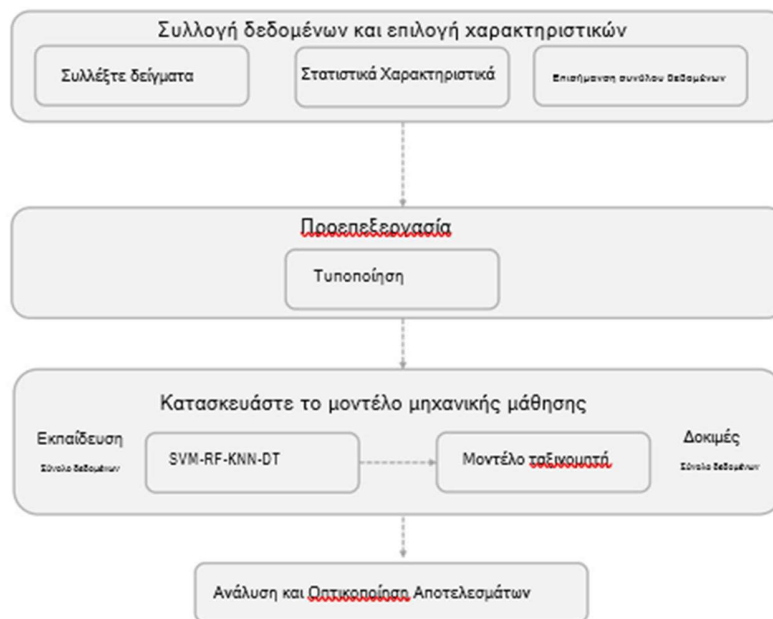 Συλλογή δεδομένων και επιλογή χαρακτηριστικών
Συλλέξτε δείγματα
Στατιστικά Χαρακτηριστικά
Επισήμανση συνόλου δεδομένων
Προεπεξεργασία
Τυποποίηση
Κατασκευάστε το μοντέλο μηχανικής μάθησης
Εκπαίδευση
Σύνολο δεδομένων
SVM-RF-KNN-DT
Μοντέλο ταξινομητή
Δοκιμές
Σύνολο δεδομένων
Ανάλυση και Οπτικοποίηση Αποτελεσμάτων